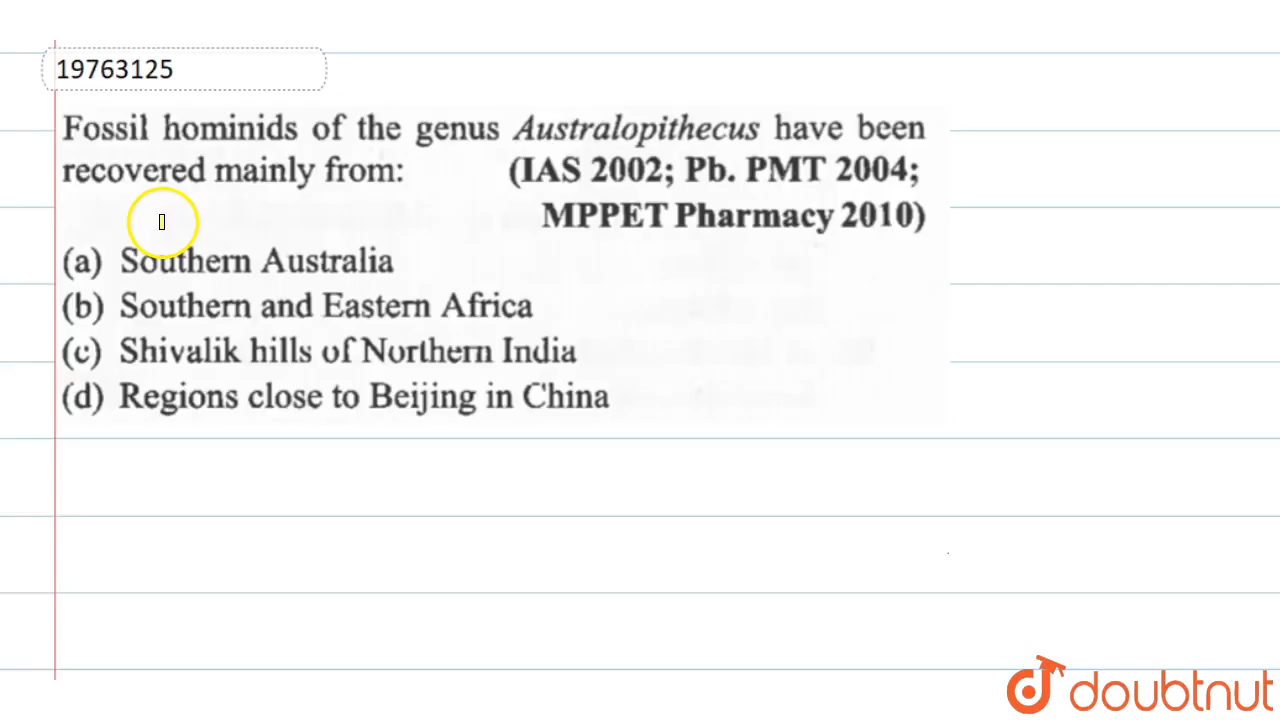 19763125
Fossil hominids of the genus Australopithecus have been
recovered mainly from: (IAS 2002; Pb. PMT 2004;
MPPET Pharmacy 2010)
(a) Southern Australia
(b) Southern and Eastern Africa
(c) Shivalik hills of Northern India
(d) Regions close to Beijing in China
doubtnut